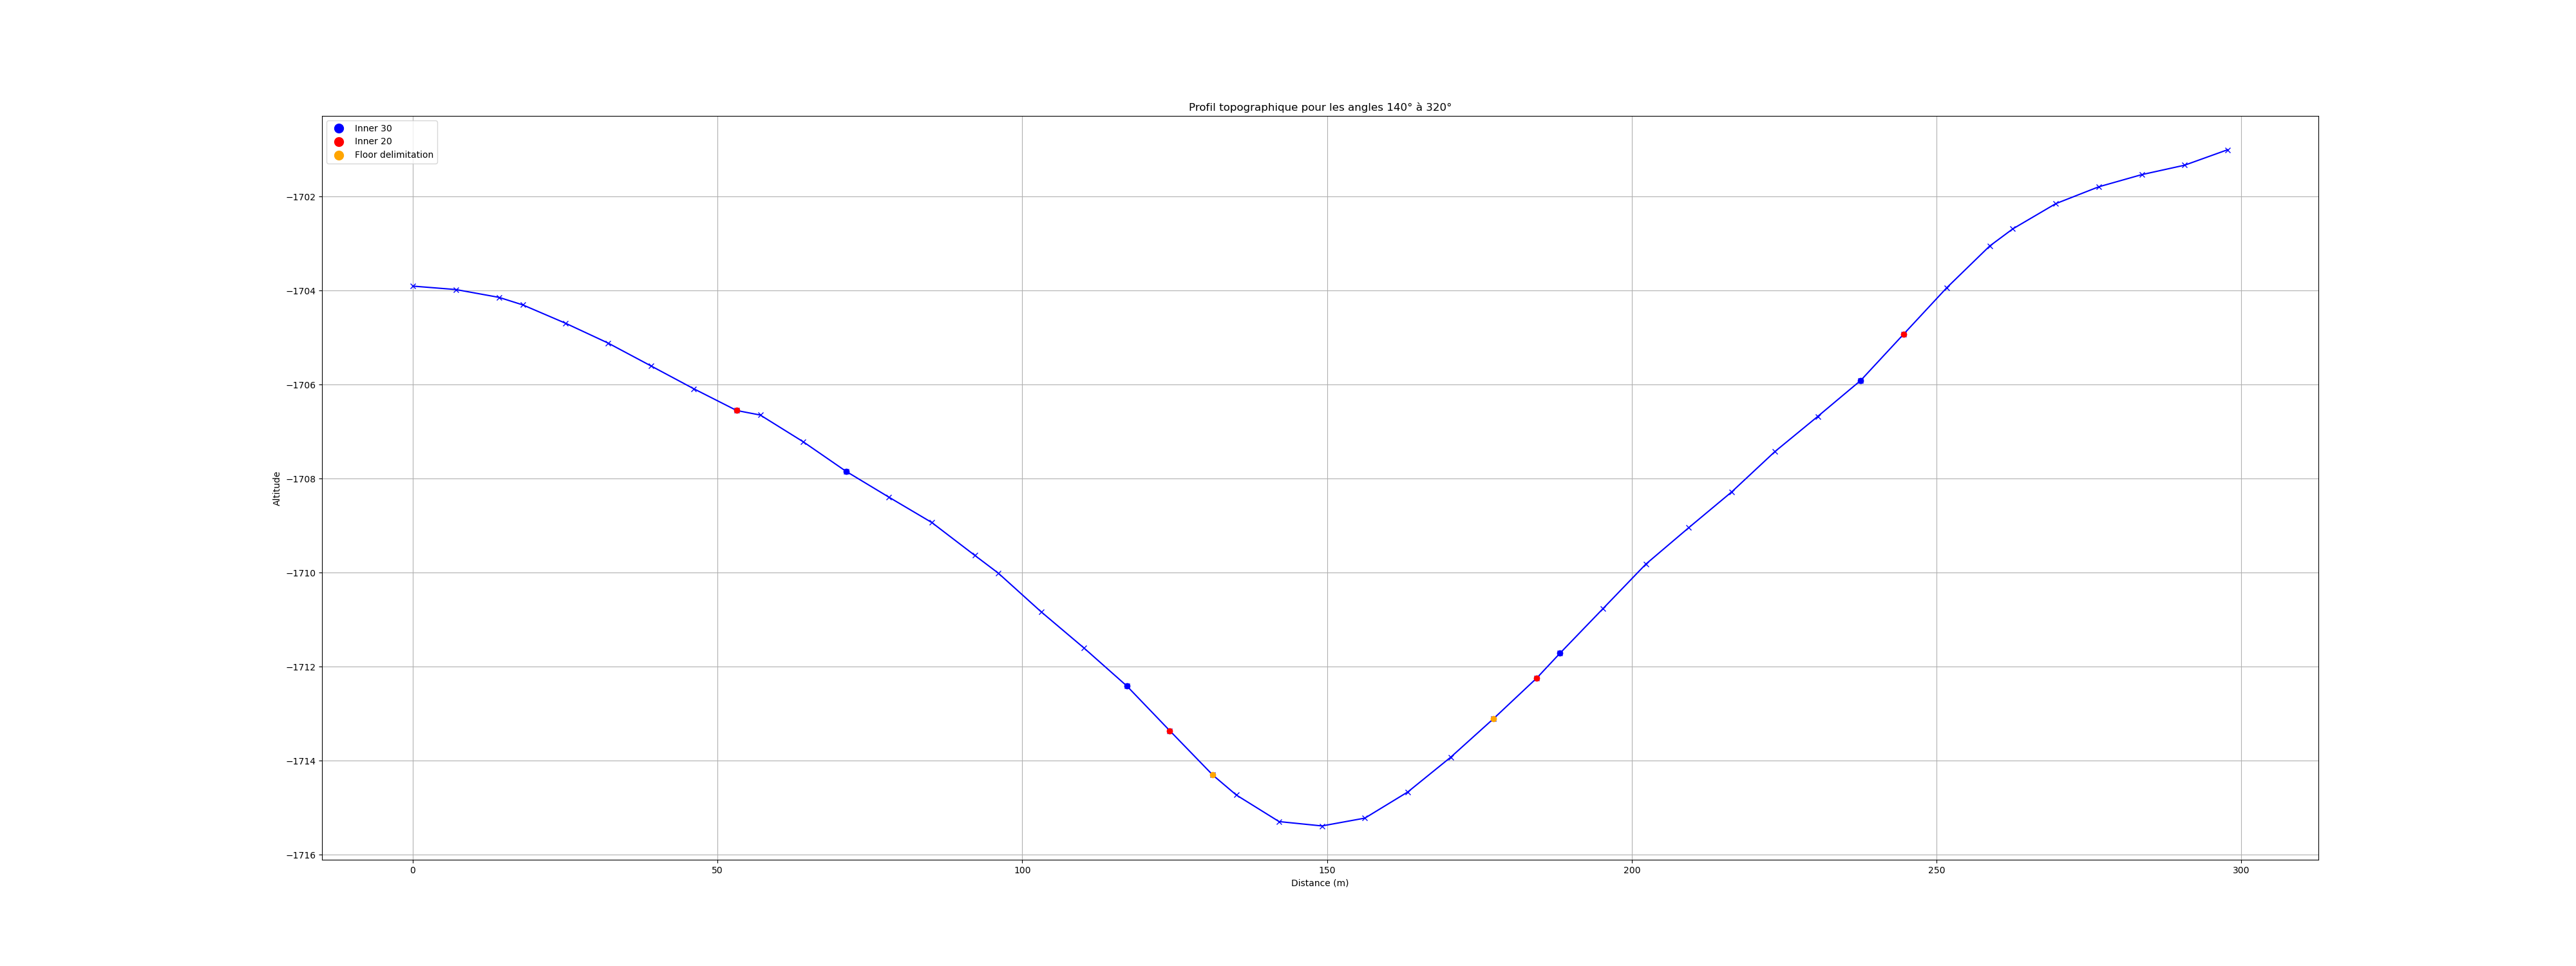 Profil topographique pour les angles 140° à 320°
Inner 30
Inner 20
Floor delimitation
Altitude
−1702
−1704
−1706
−1708
−1710
−1712
−1714
−1716
0 50 100 150 200 250 300
Distance (m)